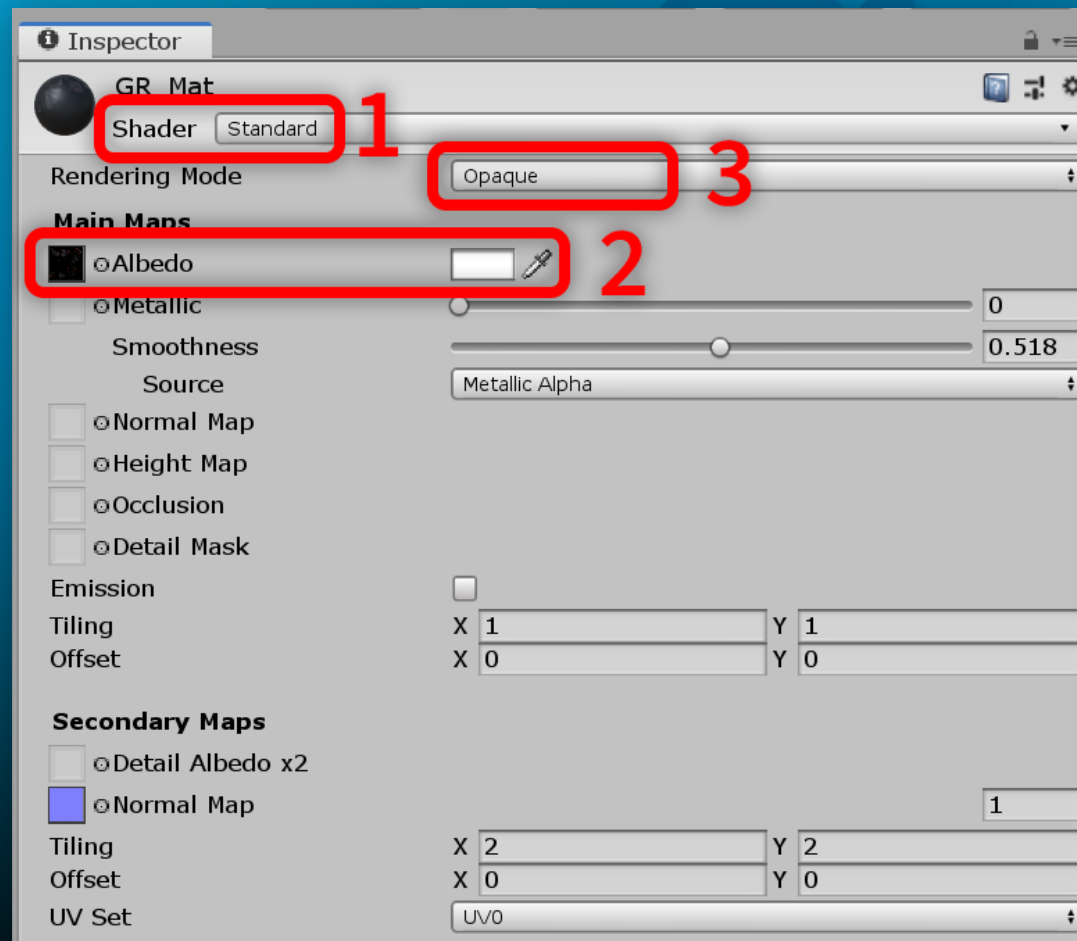 Inspector
GR_Mat
Shader Standard 1
Rendering Mode Opaque 3
Main Maps
Albedo 2
Metallic 0
Smoothness 0.518
Source Metallic Alpha
Normal Map
Height Map
Occlusion
Detail Mask
Emission
Tiling X 1 Y 1
Offset X 0 Y 0
Secondary Maps
Detail Albedo x2
Normal Map 1
Tiling X 2 Y 2
Offset X 0 Y 0
UV Set UV0